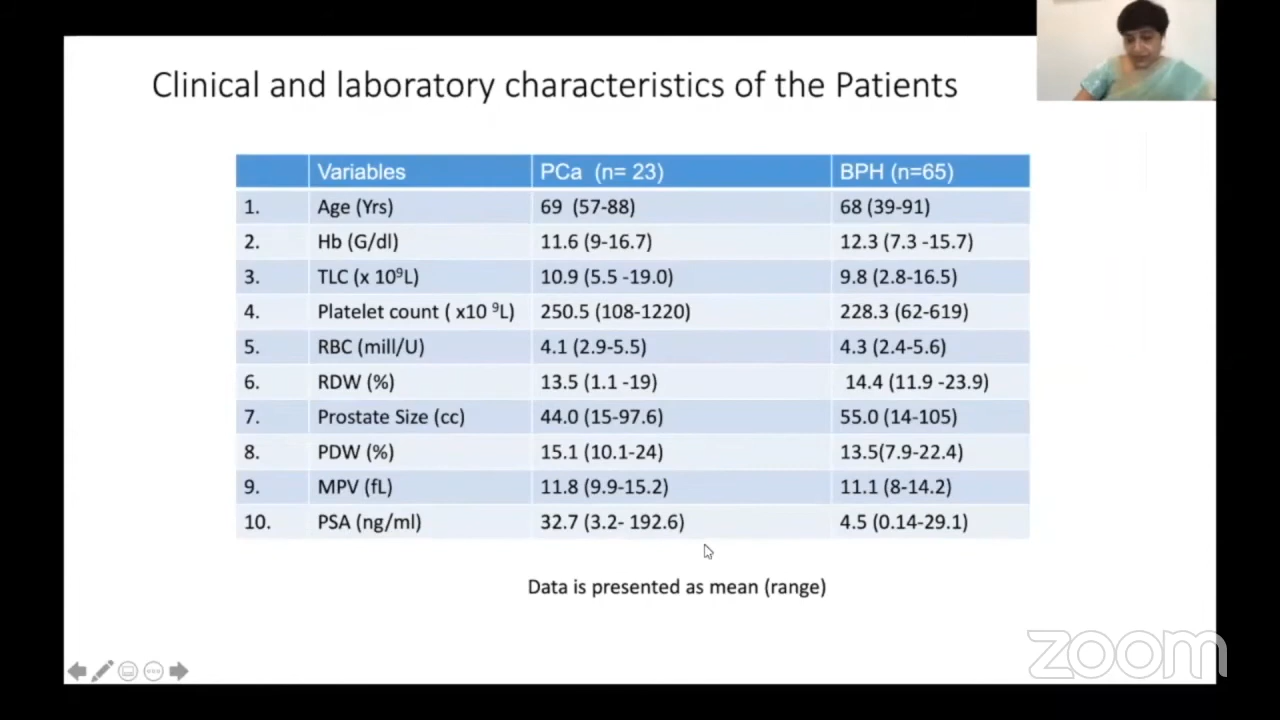 Clinical and laboratory characteristics of the Patients
Variables PCa (n= 23) BPH (n=65)
1. Age (Yrs) 69 (57-88) 68 (39-91)
2. Hb (G/dl) 11.6 (9-16.7) 12.3 (7.3 -15.7)
3. TLC (x 10⁹L) 10.9 (5.5 -19.0) 9.8 (2.8-16.5)
4. Platelet count ( x10 ⁹L) 250.5 (108-1220) 228.3 (62-619)
5. RBC (mill/U) 4.1 (2.9-5.5) 4.3 (2.4-5.6)
6. RDW (%) 13.5 (1.1 -19) 14.4 (11.9 -23.9)
7. Prostate Size (cc) 44.0 (15-97.6) 55.0 (14-105)
8. PDW (%) 15.1 (10.1-24) 13.5(7.9-22.4)
9. MPV (fL) 11.8 (9.9-15.2) 11.1 (8-14.2)
10. PSA (ng/ml) 32.7 (3.2- 192.6) 4.5 (0.14-29.1)
Data is presented as mean (range)
zoom